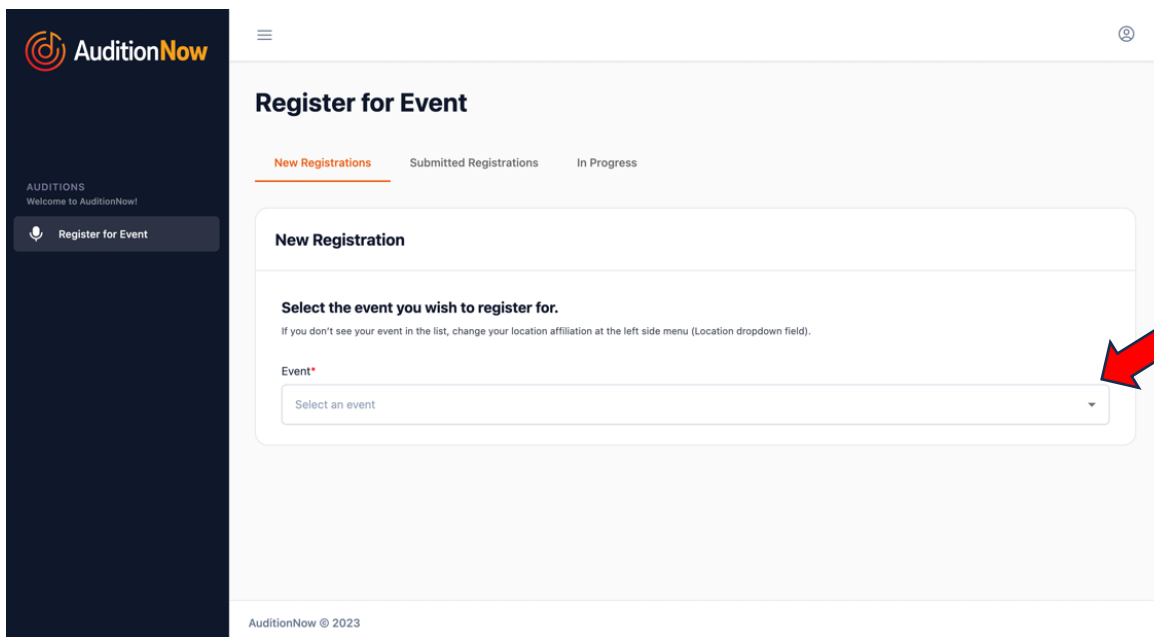 AuditionNow
AUDITIONS
Welcome to AuditionNow!
Register for Event
Register for Event
New Registrations Submitted Registrations In Progress
New Registration
Select the event you wish to register for.
If you don't see your event in the list, change your location affiliation at the left side menu (Location dropdown field).
Event*
Select an event
AuditionNow © 2023